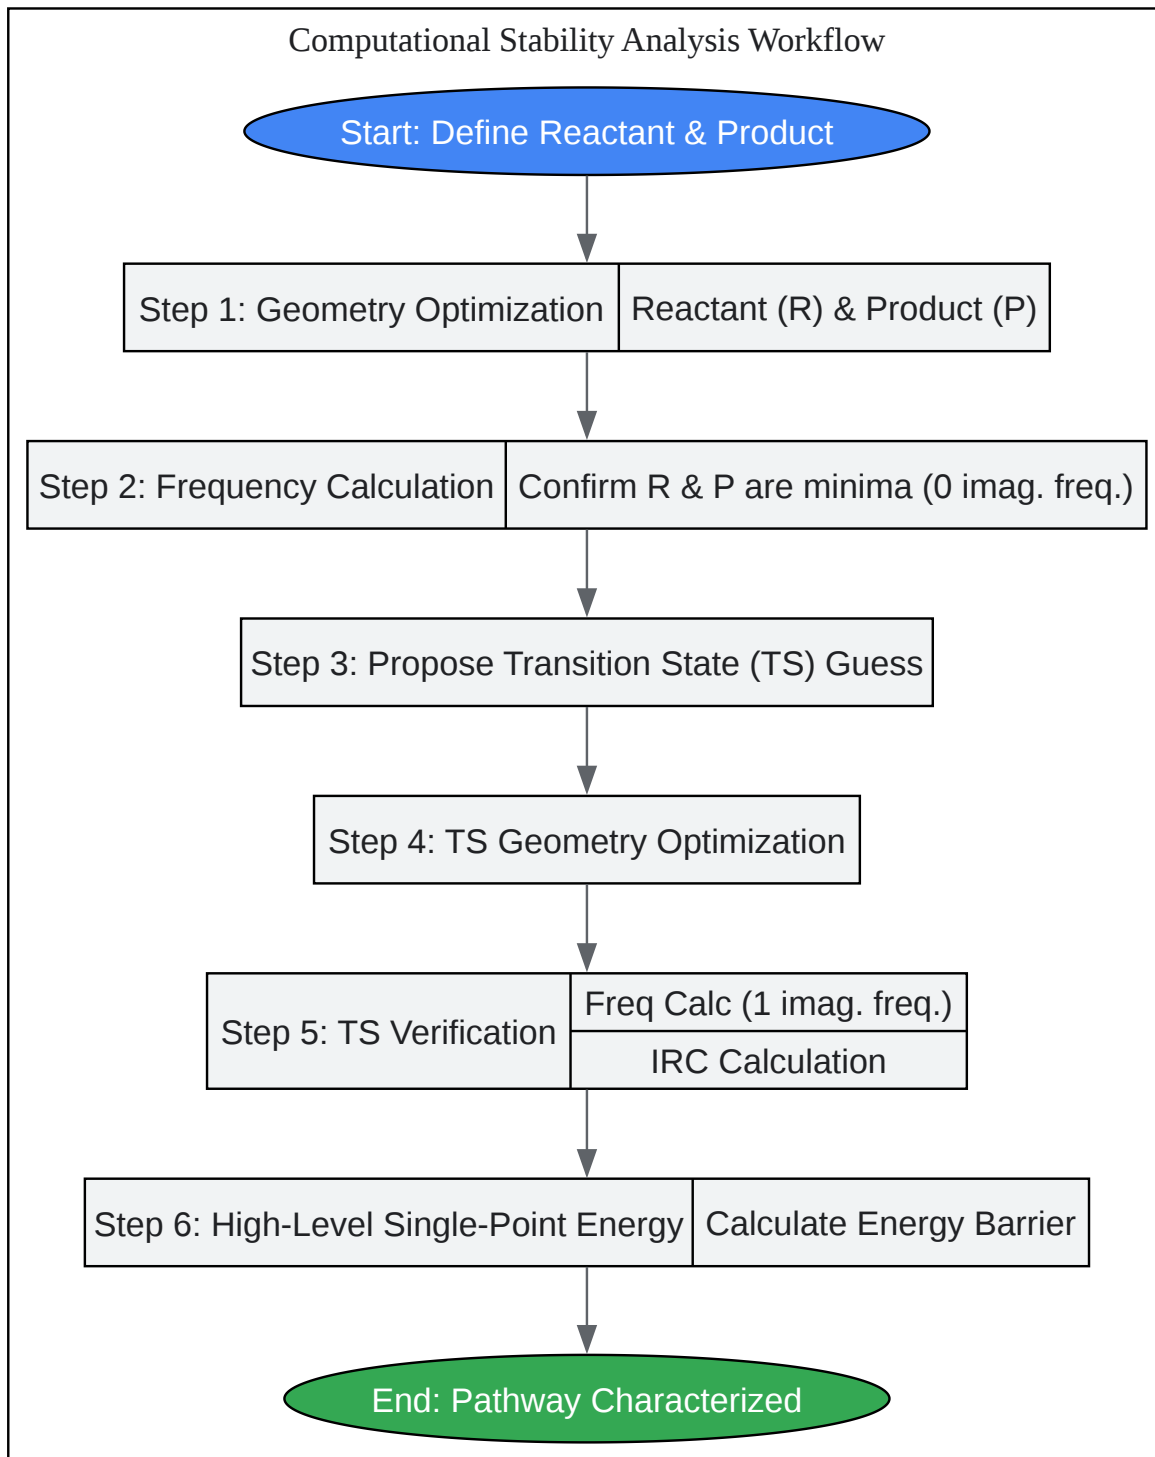 Computational Stability Analysis Workflow
Start: Define Reactant & Product
Step 1: Geometry Optimization
Reactant (R) & Product (P)
Step 2: Frequency Calculation
Confirm R & P are minima (0 imag. freq.)
Step 3: Propose Transition State (TS) Guess
Step 4: TS Geometry Optimization
Step 5: TS Verification
Freq Calc (1 imag. freq.)
IRC Calculation
Step 6: High-Level Single-Point Energy
Calculate Energy Barrier
End: Pathway Characterized